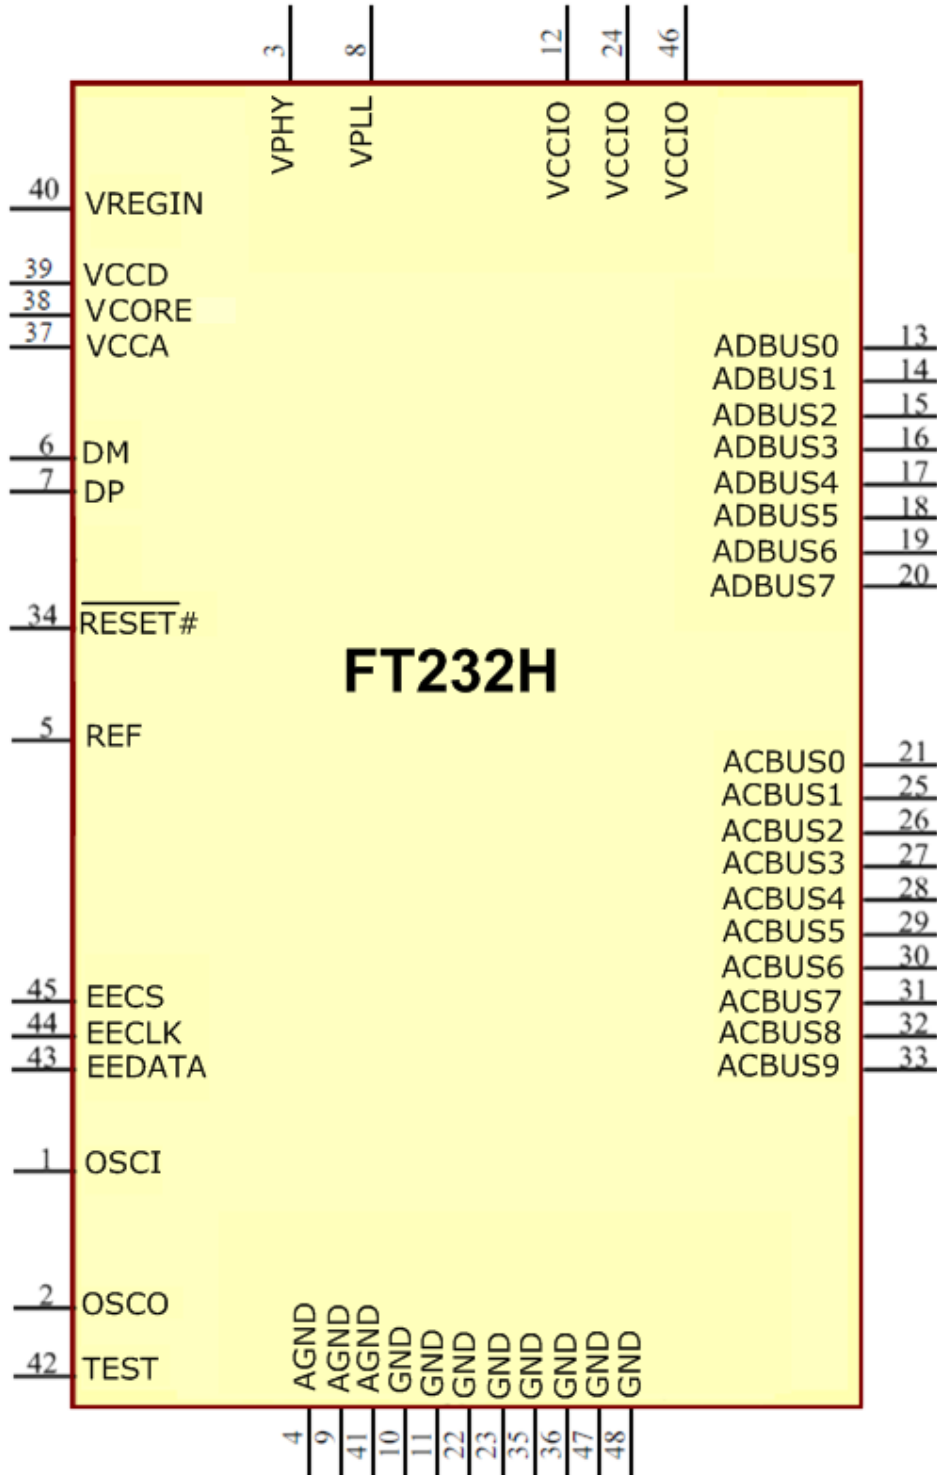 3 8 12 24 46
VPHY VPLL VCCIO VCCIO VCCIO
40 VREGIN
39 VCCD
38 VCORE
37 VCCA
ADBUS0 13
ADBUS1 14
ADBUS2 15
6 DM
ADBUS3 16
7 DP
ADBUS4 17
ADBUS5 18
ADBUS6 19
ADBUS7 20
34 RESET#
FT232H
5 REF
ACBUS0 21
ACBUS1 25
ACBUS2 26
ACBUS3 27
ACBUS4 28
ACBUS5 29
ACBUS6 30
45 EECS
ACBUS7 31
44 EECLK
ACBUS8 32
43 EEDATA
ACBUS9 33
1 OSCI
2 OSCO
42 TEST
AGND AGND AGND GND GND GND GND GND GND GND GND
4 9 41 10 11 22 23 35 36 47 48